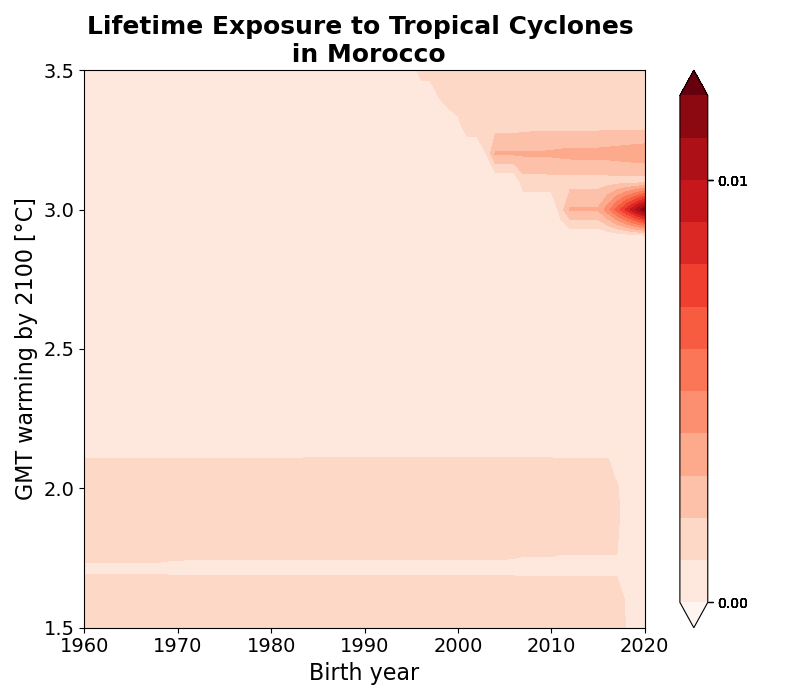 Lifetime Exposure to Tropical Cyclones
in Morocco
GMT warming by 2100 [°C]
3.5
3.0
2.5
2.0
1.5
1960 1970 1980 1990 2000 2010 2020
Birth year
0.01
0.00